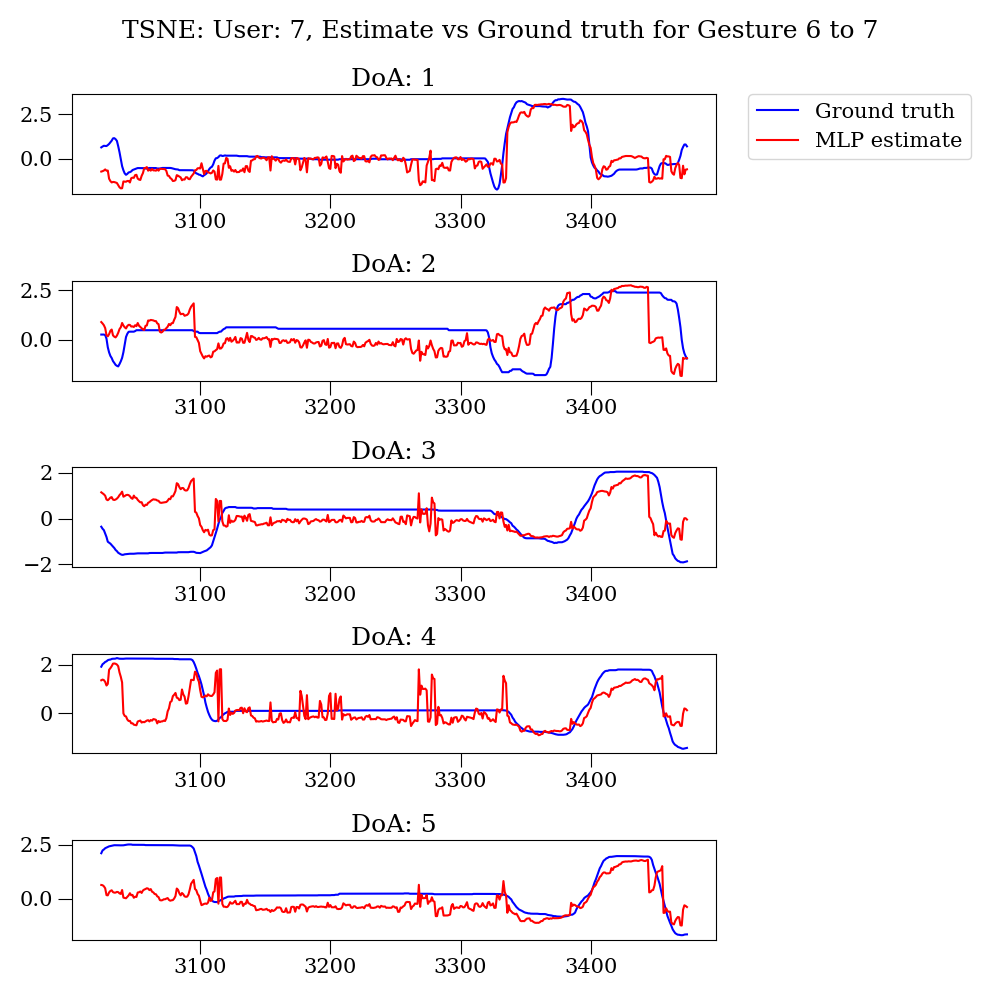 TSNE: User: 7, Estimate vs Ground truth for Gesture 6 to 7
DoA: 1
2.5
0.0
3100 3200 3300 3400
Ground truth
MLP estimate
DoA: 2
2.5
0.0
3100 3200 3300 3400
DoA: 3
2
0
−2
3100 3200 3300 3400
DoA: 4
2
0
3100 3200 3300 3400
DoA: 5
2.5
0.0
3100 3200 3300 3400